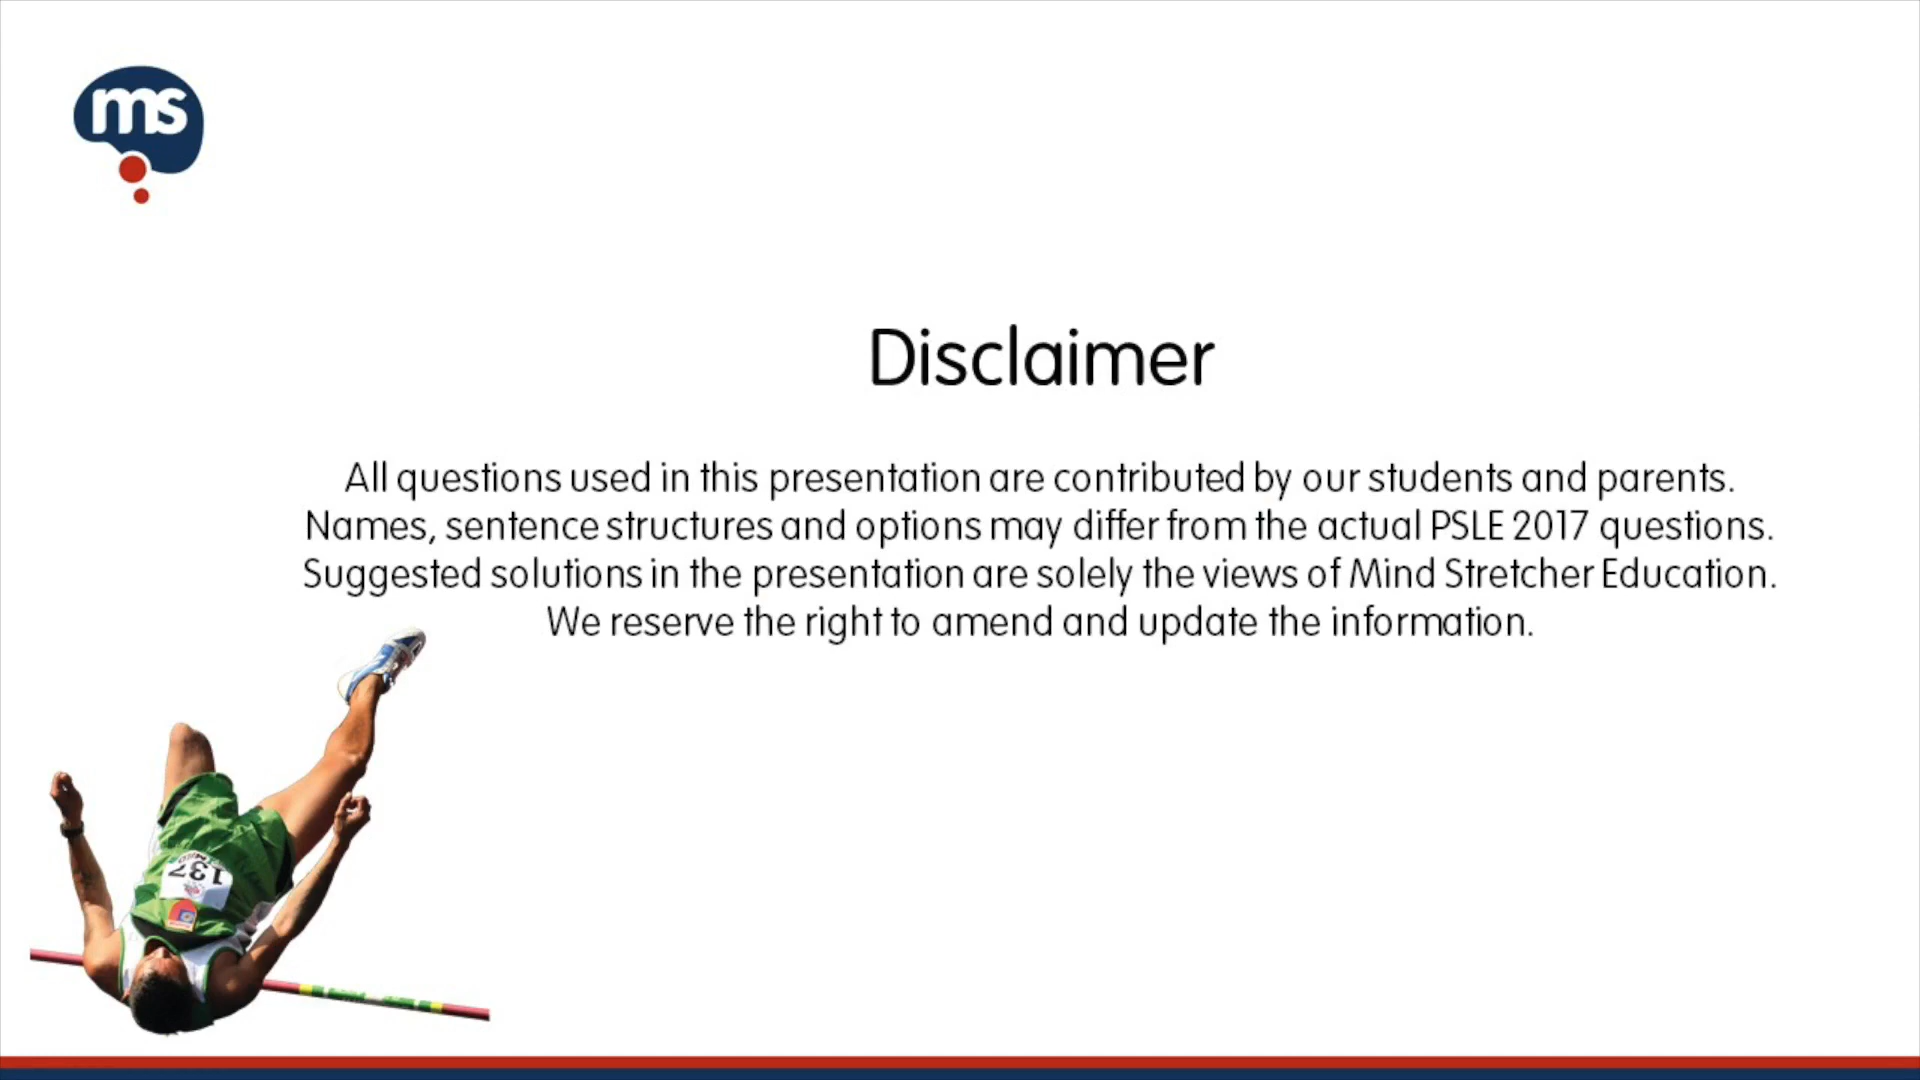 ms
Disclaimer
All questions used in this presentation are contributed by our students and parents.
Names, sentence structures and options may differ from the actual PSLE 2017 questions.
Suggested solutions in the presentation are solely the views of Mind Stretcher Education.
We reserve the right to amend and update the information.
137